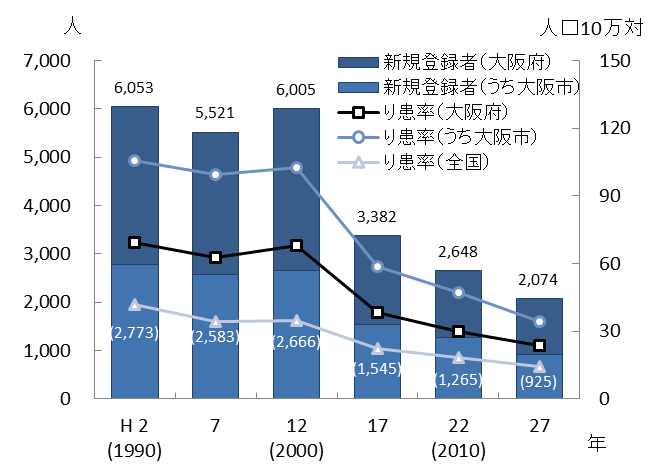 人
人口10万対
7,000
6,000
5,000
4,000
3,000
2,000
1,000
0
150
120
90
60
30
0
新規登録者(大阪府)
新規登録者(うち大阪市)
り患率(大阪府)
り患率(うち大阪市)
り患率(全国)
6,053
5,521
6,005
3,382
2,648
2,074
(2,773)
(2,583)
(2,666)
(1,545)
(1,265)
(925)
H 2 7 12 17 22 27
(1990) (2000) (2010)
年